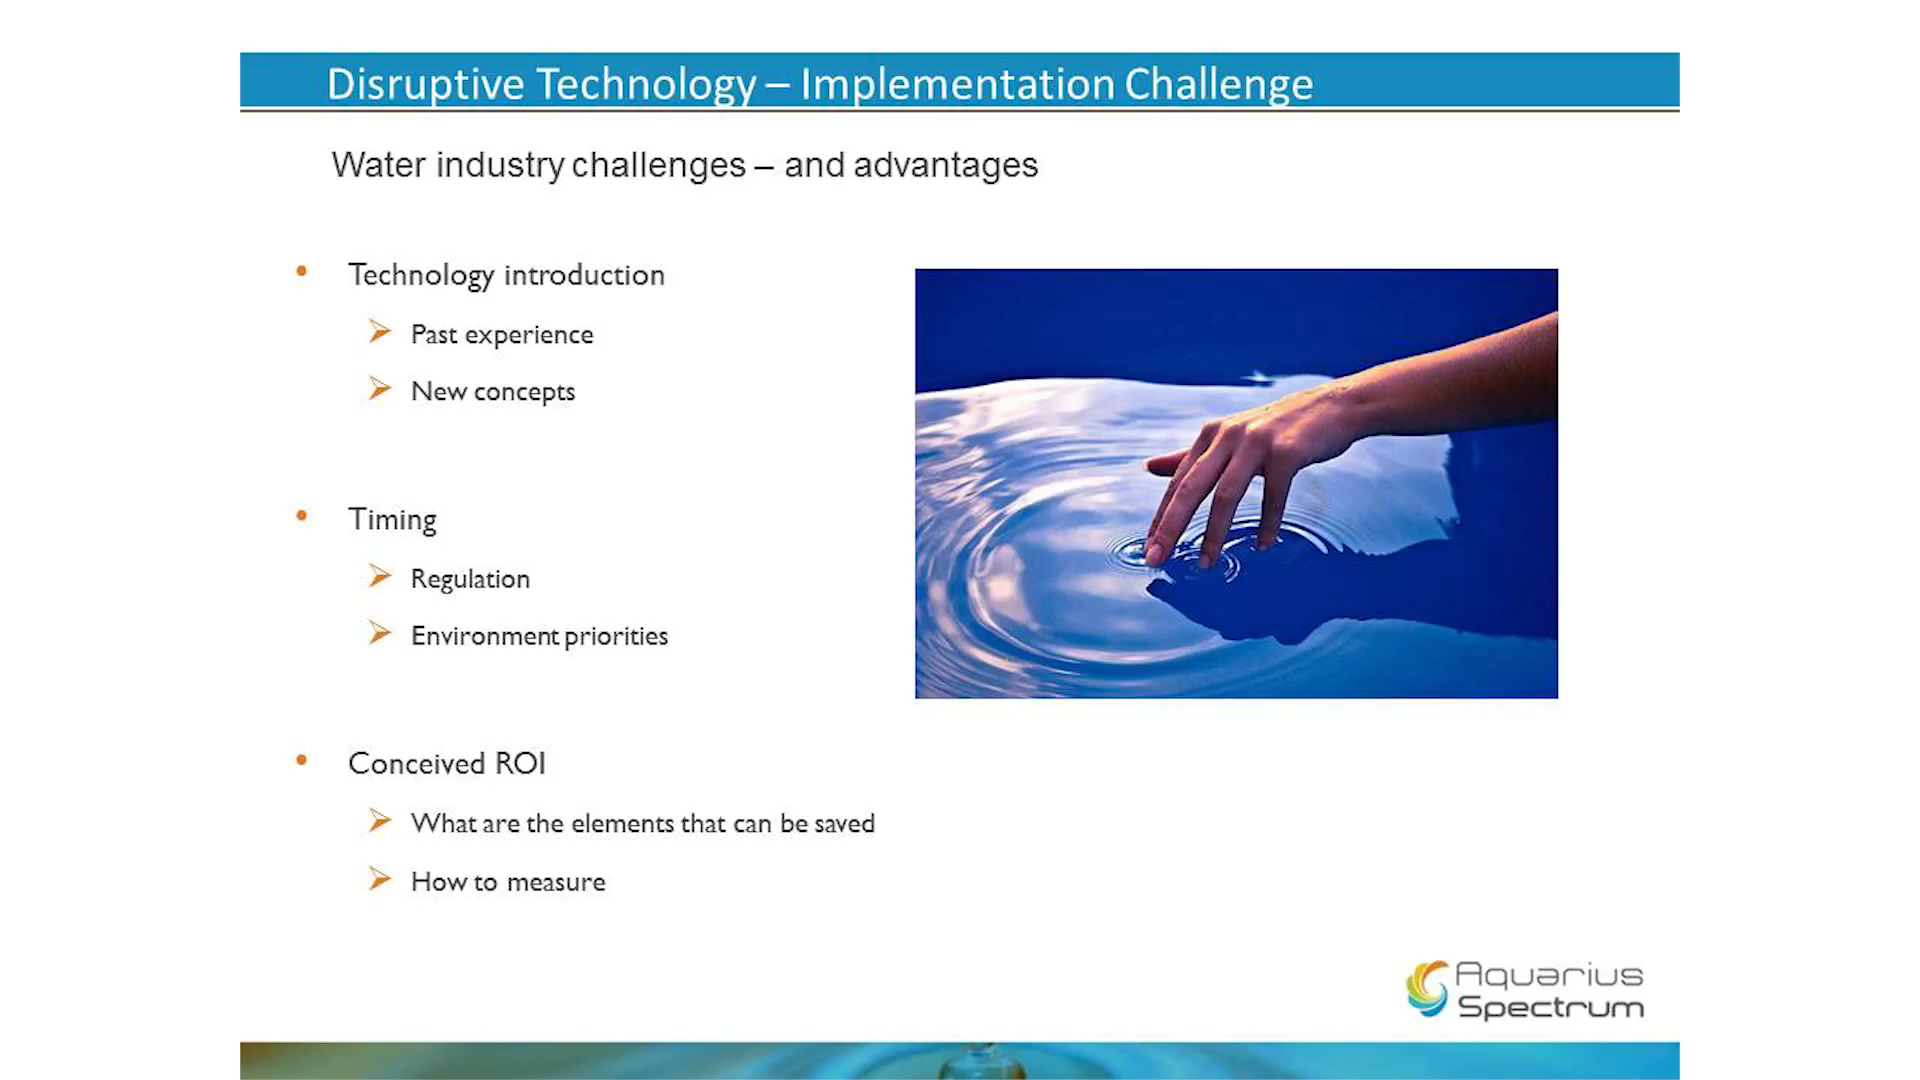 Disruptive Technology – Implementation Challenge
Water industry challenges – and advantages
• Technology introduction
➢ Past experience
➢ New concepts
• Timing
➢ Regulation
➢ Environment priorities
• Conceived ROI
➢ What are the elements that can be saved
➢ How to measure
Aquarius
Spectrum